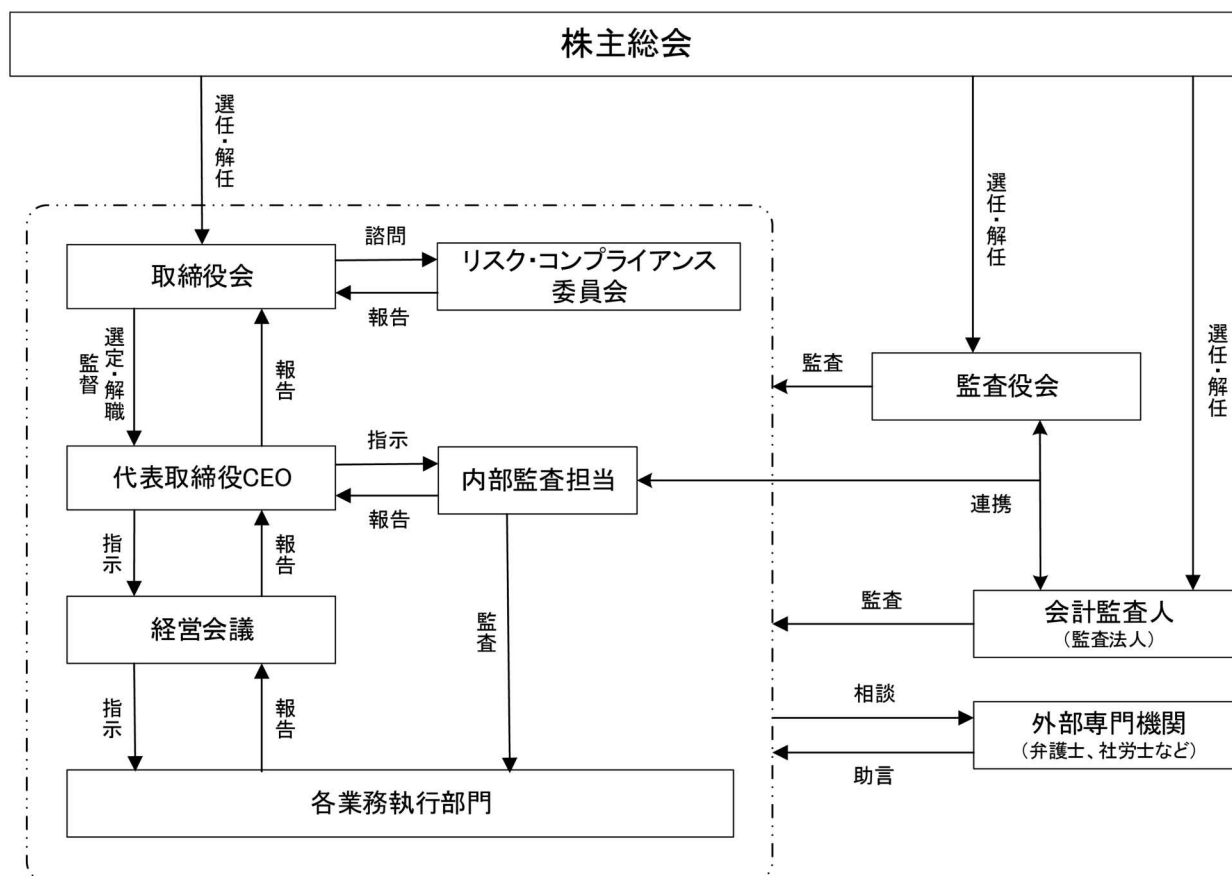 株主総会
選任・解任
選任・解任
選任・解任
取締役会
諮問
報告
リスク・コンプライアンス
委員会
選定・解職
監督
報告
監査
監査役会
代表取締役CEO
指示
報告
内部監査担当
連携
指示
報告
経営会議
監査
監査
会計監査人
（監査法人）
指示
報告
相談
助言
外部専門機関
（弁護士、社労士など）
各業務執行部門